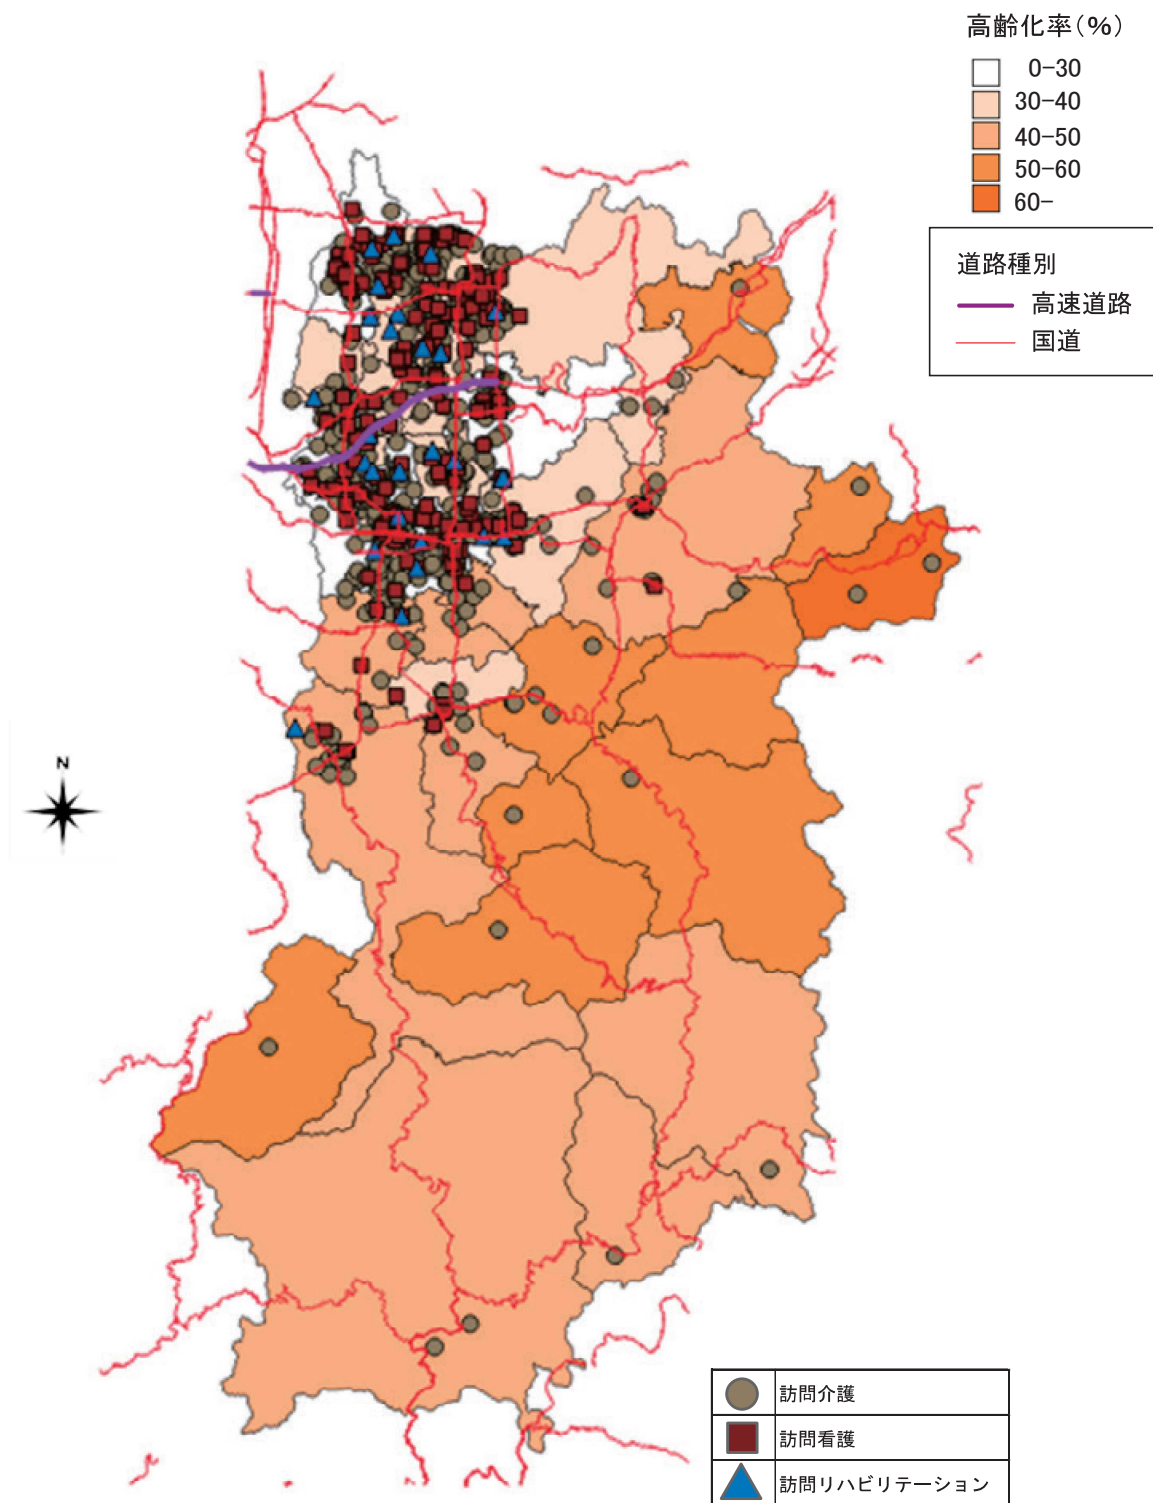 高齢化率(%)
0-30
30-40
40-50
50-60
60-
道路種別
高速道路
国道
N
訪問介護
訪問看護
訪問リハビリテーション